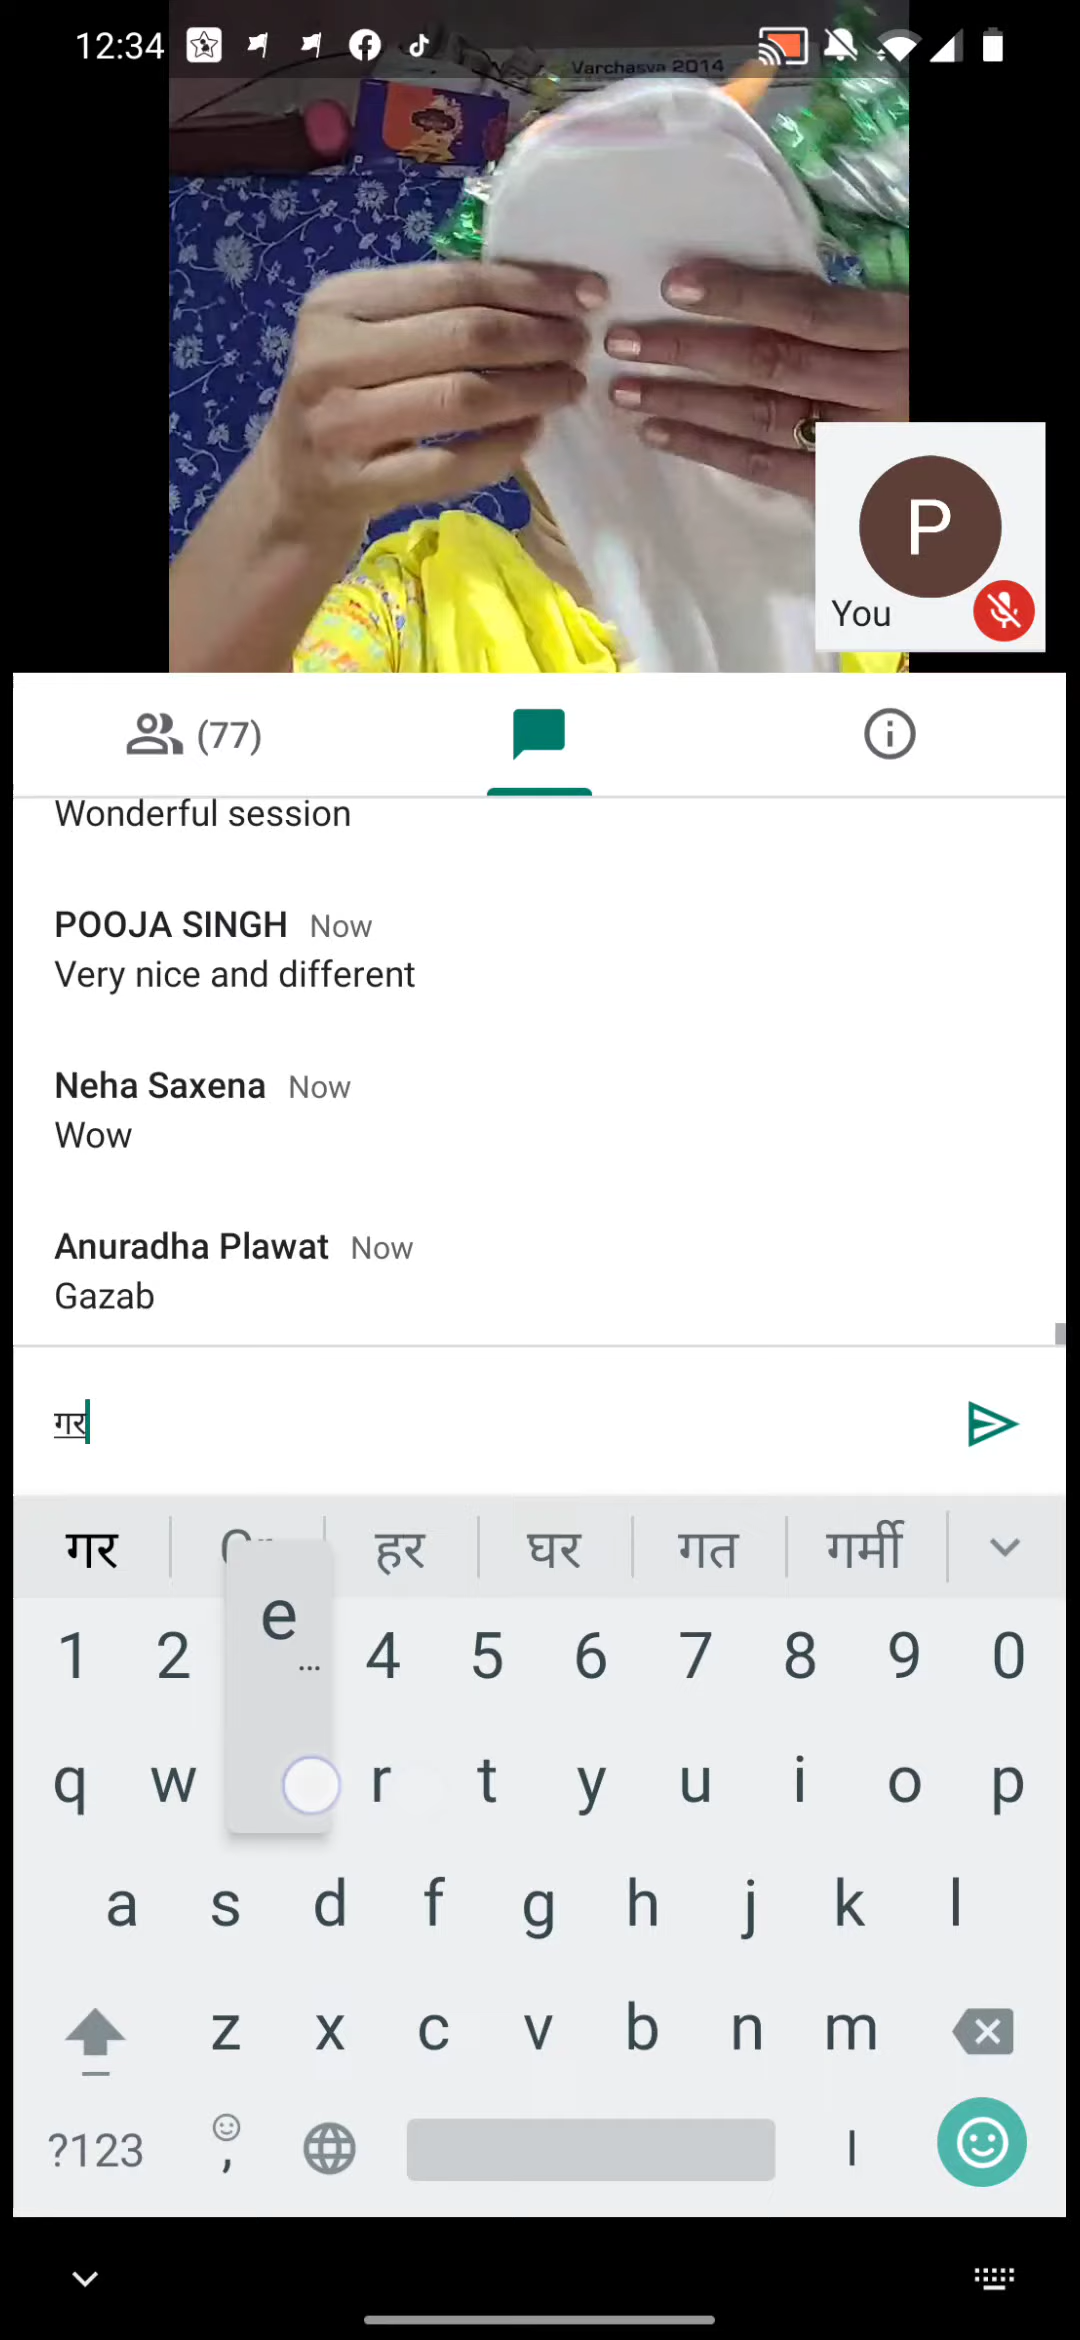 12:34
Varchasva 2014
P
You
(77)
Wonderful session
POOJA SINGH Now
Very nice and different
Neha Saxena Now
Wow
Anuradha Plawat Now
Gazab
गर
गर हर घर गत गर्मी
e
...
1 2 4 5 6 7 8 9 0
q w r t y u i o p
a s d f g h j k l
z x c v b n m
?123 , ।